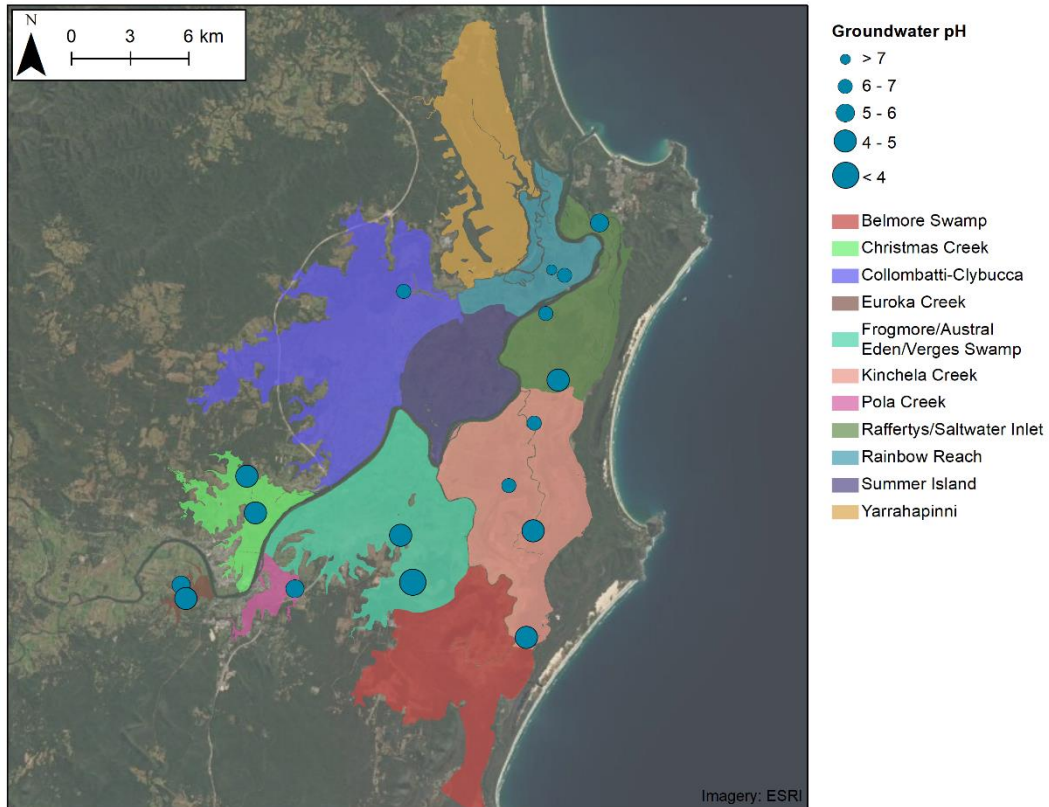 N
0 3 6 km
Groundwater pH
> 7
6 - 7
5 - 6
4 - 5
< 4
Belmore Swamp
Christmas Creek
Collombatti-Clybucca
Euroka Creek
Frogmore/Austral
Eden/Verges Swamp
Kinchela Creek
Pola Creek
Raffertys/Saltwater Inlet
Rainbow Reach
Summer Island
Yarrahapinni
Imagery: ESRI